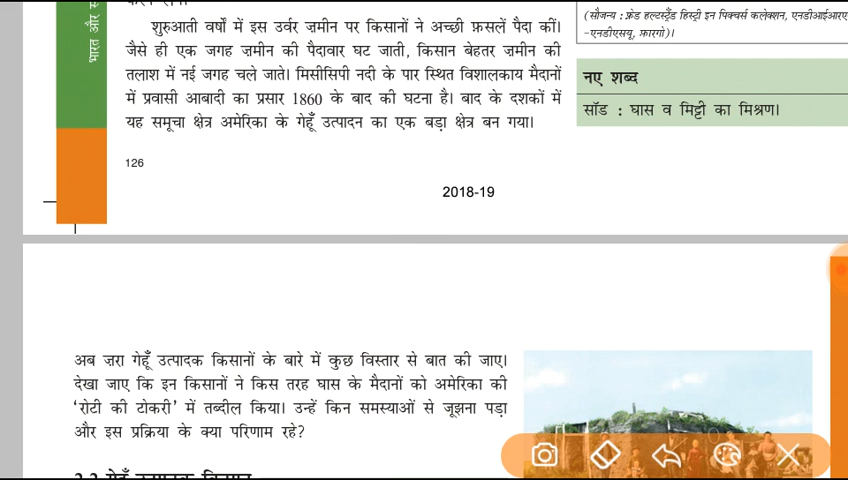 भारत और स
शुरुआती वर्षों में इस उर्वर ज़मीन पर किसानों ने अच्छी फ़सलें पैदा कीं।
जैसे ही एक जगह ज़मीन की पैदावार घट जाती, किसान बेहतर ज़मीन की
तलाश में नई जगह चले जाते। मिसीसिपी नदी के पार स्थित विशालकाय मैदानों
में प्रवासी आबादी का प्रसार 1860 के बाद की घटना है। बाद के दशकों में
यह समूचा क्षेत्र अमेरिका के गेहूँ उत्पादन का एक बड़ा क्षेत्र बन गया।
(सौजन्य : फ़्रेड हल्टस्ट्रैंड हिस्ट्री इन पिक्चर्स कलेक्शन, एनडीआईआरए
-एनडीएसयू, फ़ारगो)।
नए शब्द
सॉड : घास व मिट्टी का मिश्रण।
126
2018-19
अब ज़रा गेहूँ उत्पादक किसानों के बारे में कुछ विस्तार से बात की जाए।
देखा जाए कि इन किसानों ने किस तरह घास के मैदानों को अमेरिका की
‘रोटी की टोकरी’ में तब्दील किया। उन्हें किन समस्याओं से जूझना पड़ा
और इस प्रक्रिया के क्या परिणाम रहे?